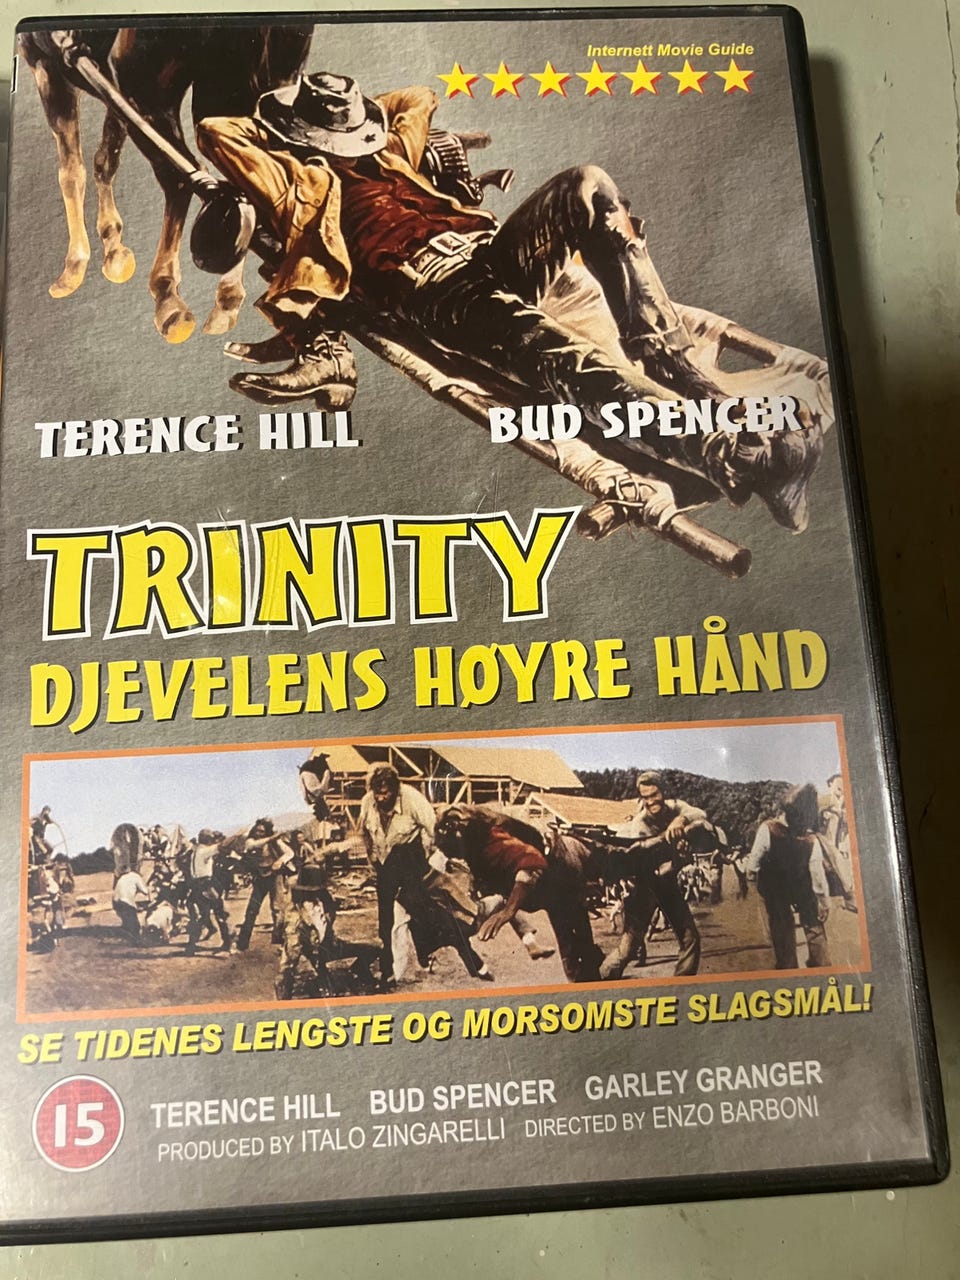 Internett Movie Guide
TERENCE HILL
BUD SPENCER
TRINITY
DJEVELENS HØYRE HÅND
SE TIDENES LENGSTE OG MORSOMSTE SLAGSMÅL!
15
TERENCE HILL BUD SPENCER GARLEY GRANGER
PRODUCED BY ITALO ZINGARELLI DIRECTED BY ENZO BARBONI